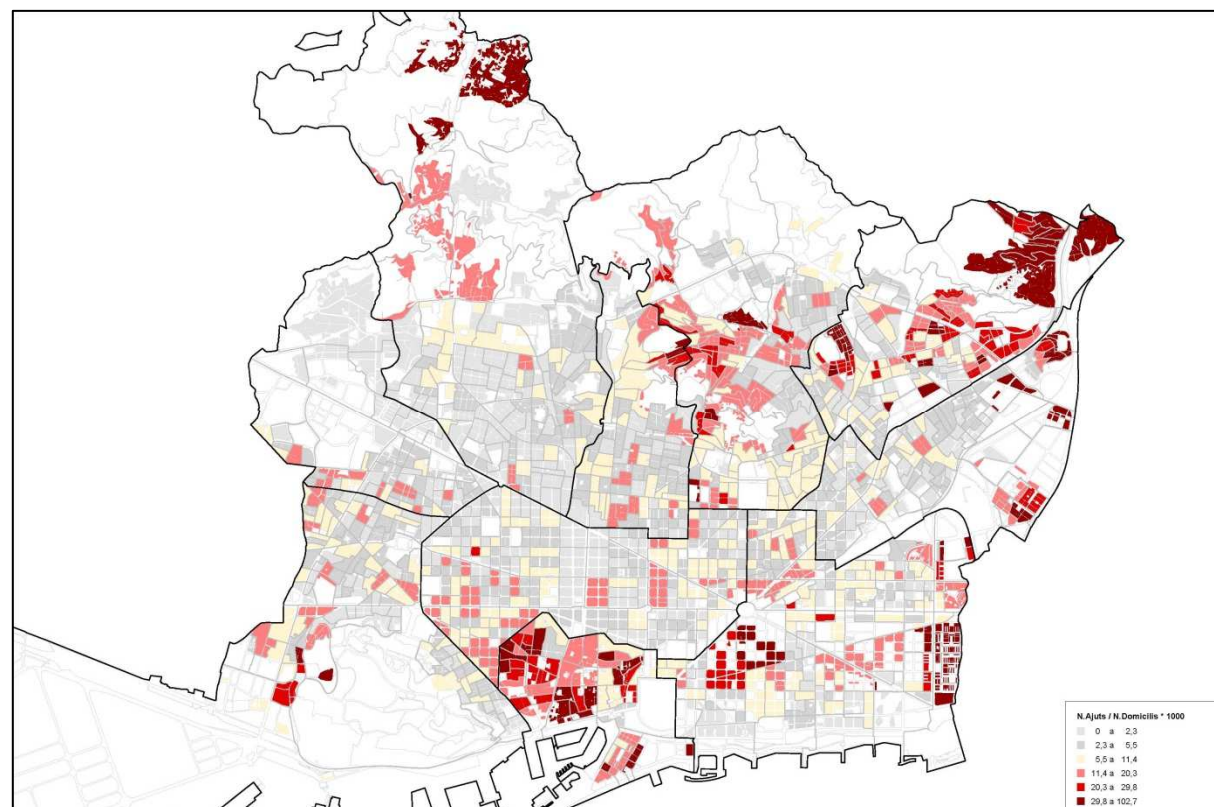 N.Ajuts / N.Domicilis * 1000
0 a 2,3
2,3 a 5,5
5,5 a 11,4
11,4 a 20,3
20,3 a 29,8
29,8 a 102,7